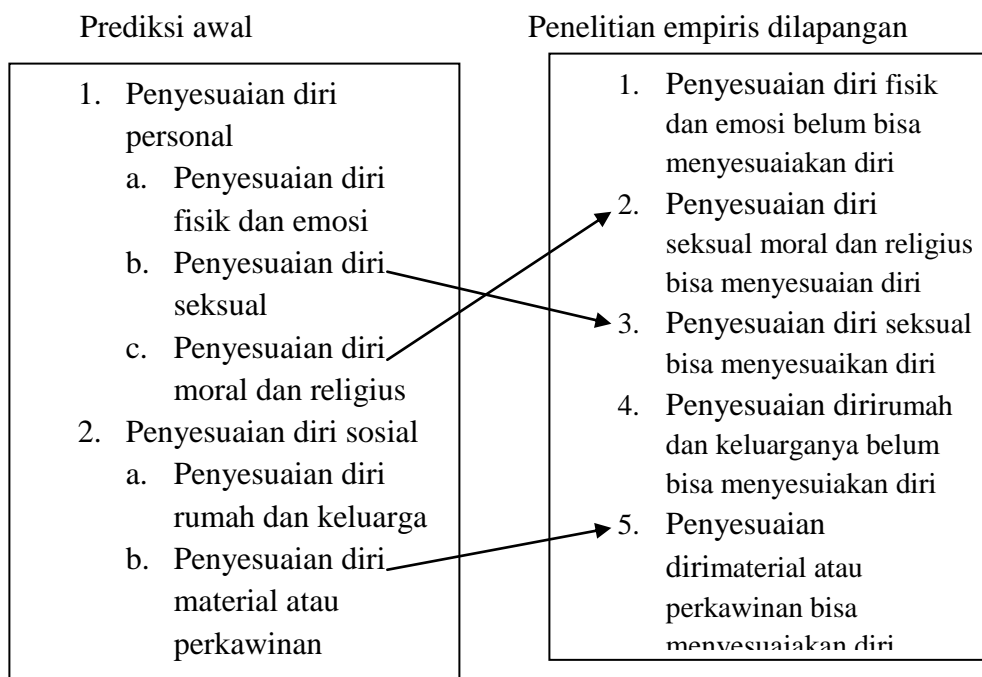 Prediksi awal
Penelitian empiris dilapangan
1. Penyesuaian diri
personal
a. Penyesuaian diri
fisik dan emosi
b. Penyesuaian diri
seksual
c. Penyesuaian diri
moral dan religius
2. Penyesuaian diri sosial
a. Penyesuaian diri
rumah dan keluarga
b. Penyesuaian diri
material atau
perkawinan
1. Penyesuaian diri fisik
dan emosi belum bisa
menyesuaiakan diri
2. Penyesuaian diri
seksual moral dan religius
bisa menyesuaian diri
3. Penyesuaian diri seksual
bisa menyesuaikan diri
4. Penyesuaian dirirumah
dan keluarganya belum
bisa menyesuiakan diri
5. Penyesuaian
dirimaterial atau
perkawinan bisa
menyesuaiakan diri